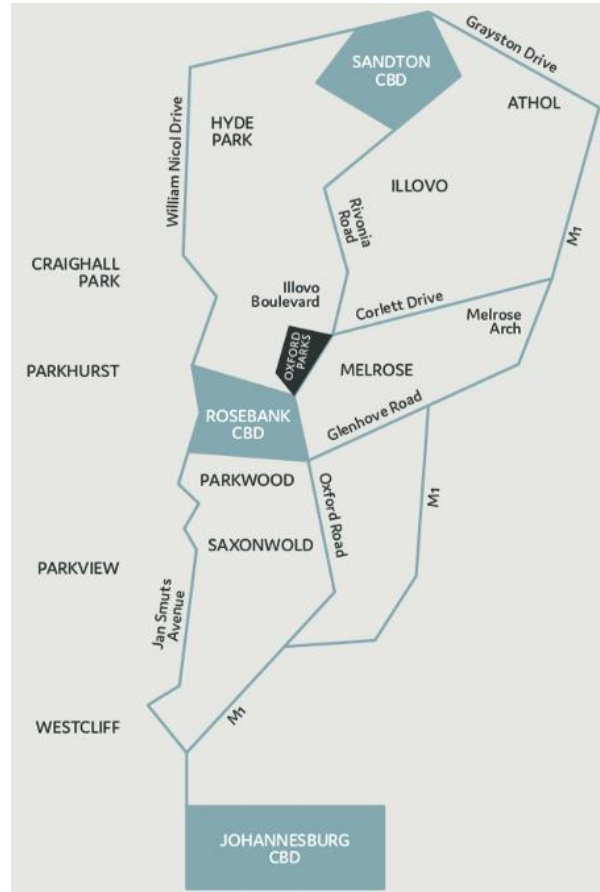 Grayston Drive
SANDTON
CBD
ATHOL
HYDE
PARK
William Nicol Drive
ILLOVO
Rivonia
Road
M1
CRAIGHALL
PARK
Illovo
Boulevard
Corlett Drive
Melrose
Arch
OXFORD
PARKS
PARKHURST
MELROSE
ROSEBANK
CBD
Glenhove Road
PARKWOOD
Oxford Road
M1
SAXONWOLD
PARKVIEW
Jan Smuts
Avenue
WESTCLIFF
M1
JOHANNESBURG
CBD